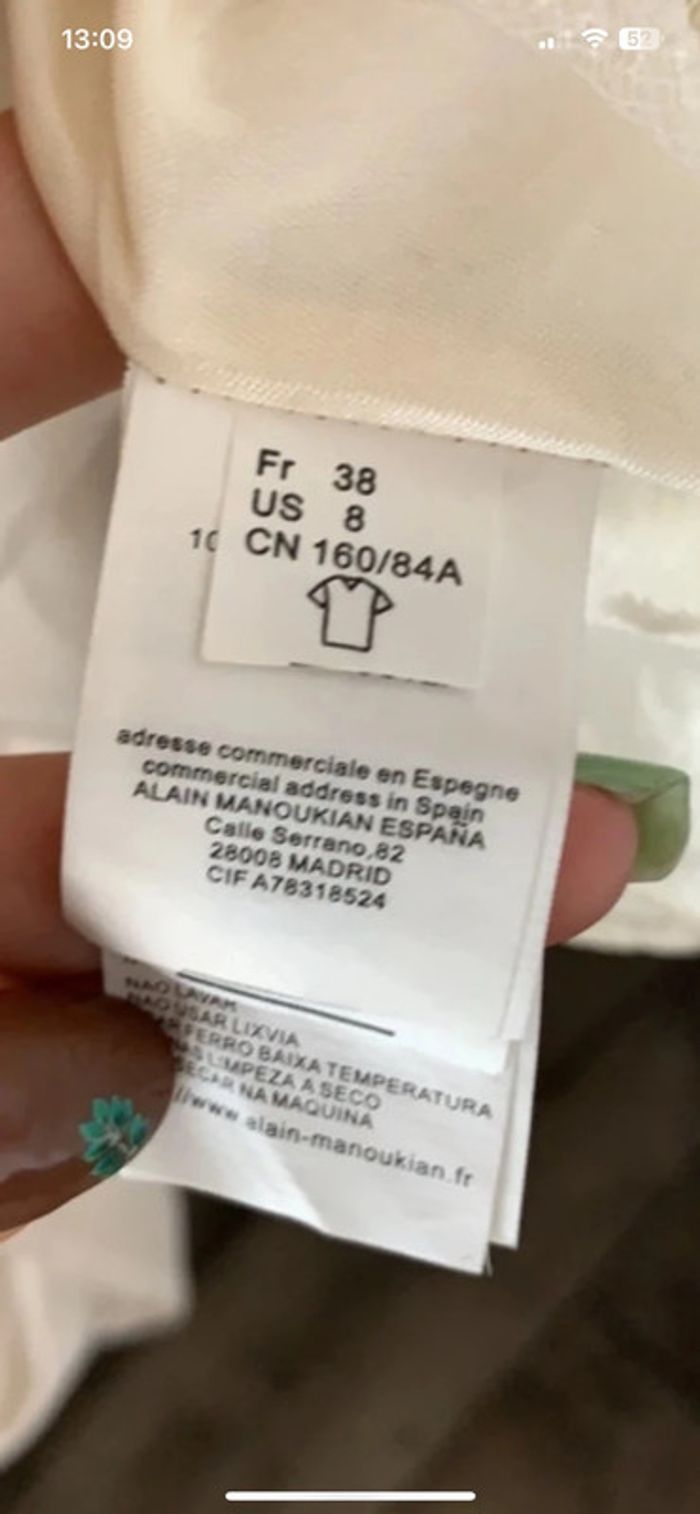 13:09
52
Fr 38
US 8
10
CN 160/84A
adresse commerciale en Espegne
commercial address in Spain
ALAIN MANOUKIAN ESPAÑA
Calle Serrano,82
28008 MADRID
CIF A78318524
NAO LAVAR
NAO USAR LIXVIA
FERRO BAIXA TEMPERATURA
LIMPEZA A SECO
SECAR NA MAQUINA
//www.alain-manoukian.fr